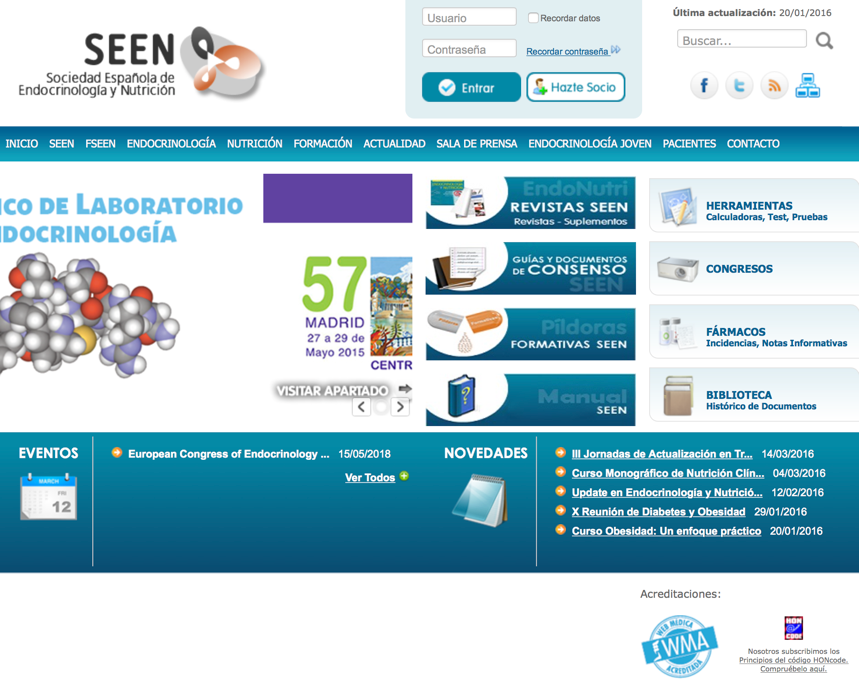 SEEN
Sociedad Española de
Endocrinología y Nutrición
Usuario
Recordar datos
Contraseña
Recordar contraseña
Entrar
Hazte Socio
Última actualización: 20/01/2016
Buscar...
INICIO SEEN FSEEN ENDOCRINOLOGÍA NUTRICIÓN FORMACIÓN ACTUALIDAD SALA DE PRENSA ENDOCRINOLOGÍA JOVEN PACIENTES CONTACTO
ICO DE LABORATORIO
NDOCRINOLOGÍA
57
MADRID
27 a 29 de
Mayo 2015
CENTR
VISITAR APARTADO
EndoNutri
REVISTAS SEEN
Revistas - Suplementos
GUÍAS Y DOCUMENTOS
DE CONSENSO
SEEN
Píldoras
FORMATIVAS SEEN
Manual
SEEN
HERRAMIENTAS
Calculadoras, Test, Pruebas
CONGRESOS
FÁRMACOS
Incidencias, Notas Informativas
BIBLIOTECA
Histórico de Documentos
EVENTOS
MARCH
FRI
12
European Congress of Endocrinology ... 15/05/2018
Ver Todos
NOVEDADES
III Jornadas de Actualización en Tr... 14/03/2016
Curso Monográfico de Nutrición Clín... 04/03/2016
Update en Endocrinología y Nutrició... 12/02/2016
X Reunión de Diabetes y Obesidad 29/01/2016
Curso Obesidad: Un enfoque práctico 20/01/2016
Acreditaciones:
WEB MÉDICA
WMA
ACREDITADA
HON
CODE
Nosotros subscribimos los
Principios del código HONcode.
Compruébelo aquí.